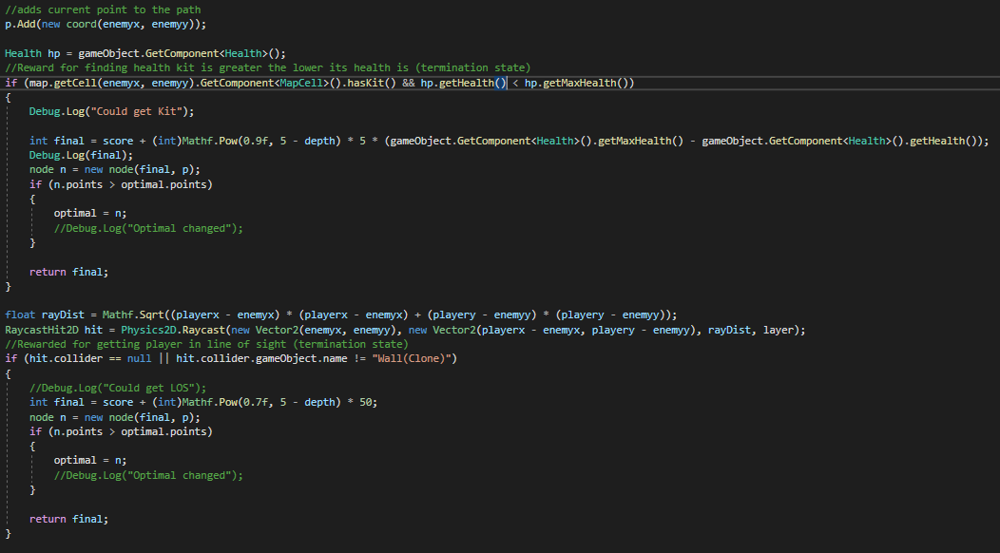 //adds current point to the path
p.Add(new coord(enemyx, enemyy));
Health hp = gameObject.GetComponent<Health>();
//Reward for finding health kit is greater the lower its health is (termination state)
if (map.getCell(enemyx, enemyy).GetComponent<MapCell>().hasKit() && hp.getHealth() < hp.getMaxHealth())
{
Debug.Log("Could get Kit");
int final = score + (int)Mathf.Pow(0.9f, 5 - depth) * 5 * (gameObject.GetComponent<Health>().getMaxHealth() - gameObject.GetComponent<Health>().getHealth());
Debug.Log(final);
node n = new node(final, p);
if (n.points > optimal.points)
{
optimal = n;
//Debug.Log("Optimal changed");
}
return final;
}
float rayDist = Mathf.Sqrt((playerx - enemyx) * (playerx - enemyx) + (playery - enemyy) * (playery - enemyy));
RaycastHit2D hit = Physics2D.Raycast(new Vector2(enemyx, enemyy), new Vector2(playerx - enemyx, playery - enemyy), rayDist, layer);
//Rewarded for getting player in line of sight (termination state)
if (hit.collider == null || hit.collider.gameObject.name != "Wall(Clone)")
{
//Debug.Log("Could get LOS");
int final = score + (int)Mathf.Pow(0.7f, 5 - depth) * 50;
node n = new node(final, p);
if (n.points > optimal.points)
{
optimal = n;
//Debug.Log("Optimal changed");
}
return final;
}